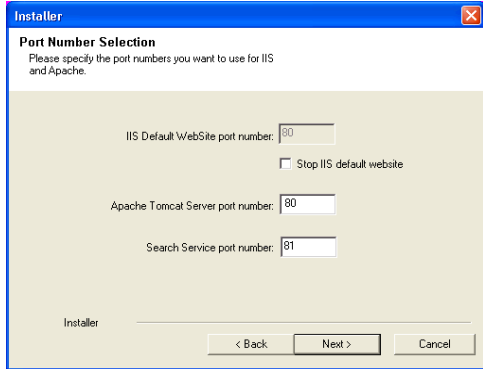 Installer
Port Number Selection
Please specify the port numbers you want to use for IIS
and Apache.
IIS Default WebSite port number: 80
Stop IIS default website
Apache Tomcat Server port number: 80
Search Service port number: 81
Installer
< Back Next > Cancel